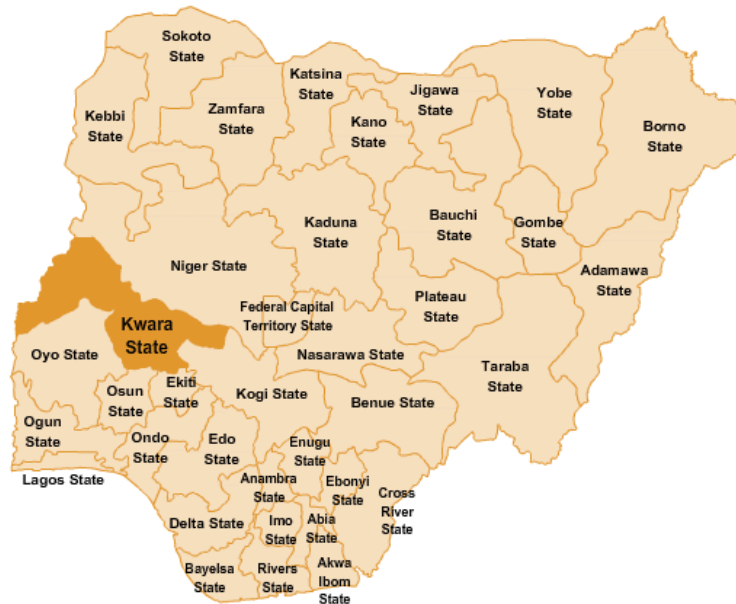 Sokoto
State
Katsina
State
Jigawa
State
Yobe
State
Kebbi
State
Zamfara
State
Kano
State
Borno
State
Kaduna
State
Bauchi
State
Gombe
State
Niger State
Adamawa
State
Plateau
State
Federal Capital
Territory State
Kwara
State
Oyo State
Nasarawa State
Taraba
State
Osun
State
Ekiti
State
Kogi State
Benue State
Ogun
State
Ondo
State
Edo
State
Enugu
State
Lagos State
Anambra
State
Ebonyi
State
Cross
River
State
Delta State
Imo
State
Abia
State
Bayelsa
State
Rivers
State
Akwa
Ibom
State